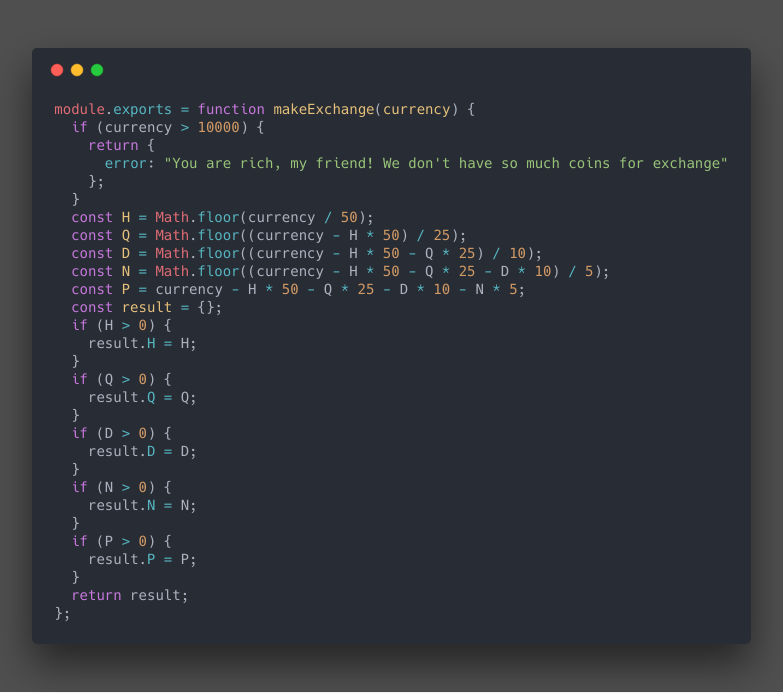 module.exports = function makeExchange(currency) {
  if (currency > 10000) {
    return {
      error: "You are rich, my friend! We don't have so much coins for exchange"
    };
  }
  const H = Math.floor(currency / 50);
  const Q = Math.floor((currency - H * 50) / 25);
  const D = Math.floor((currency - H * 50 - Q * 25) / 10);
  const N = Math.floor((currency - H * 50 - Q * 25 - D * 10) / 5);
  const P = currency - H * 50 - Q * 25 - D * 10 - N * 5;
  const result = {};
  if (H > 0) {
    result.H = H;
  }
  if (Q > 0) {
    result.Q = Q;
  }
  if (D > 0) {
    result.D = D;
  }
  if (N > 0) {
    result.N = N;
  }
  if (P > 0) {
    result.P = P;
  }
  return result;
};